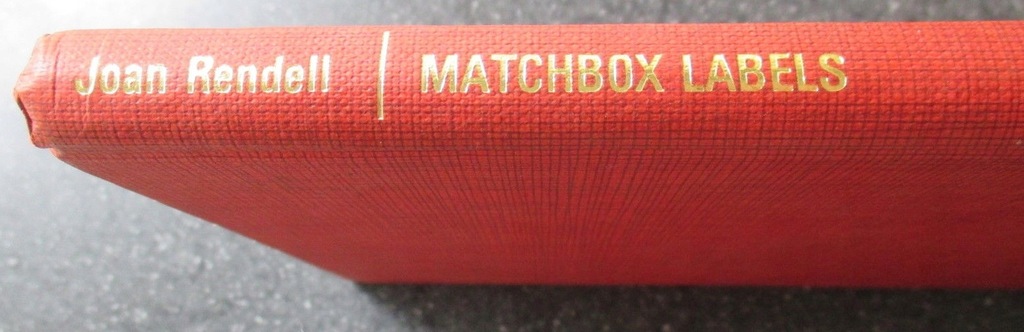 Joan Rendell | MATCHBOX LABELS